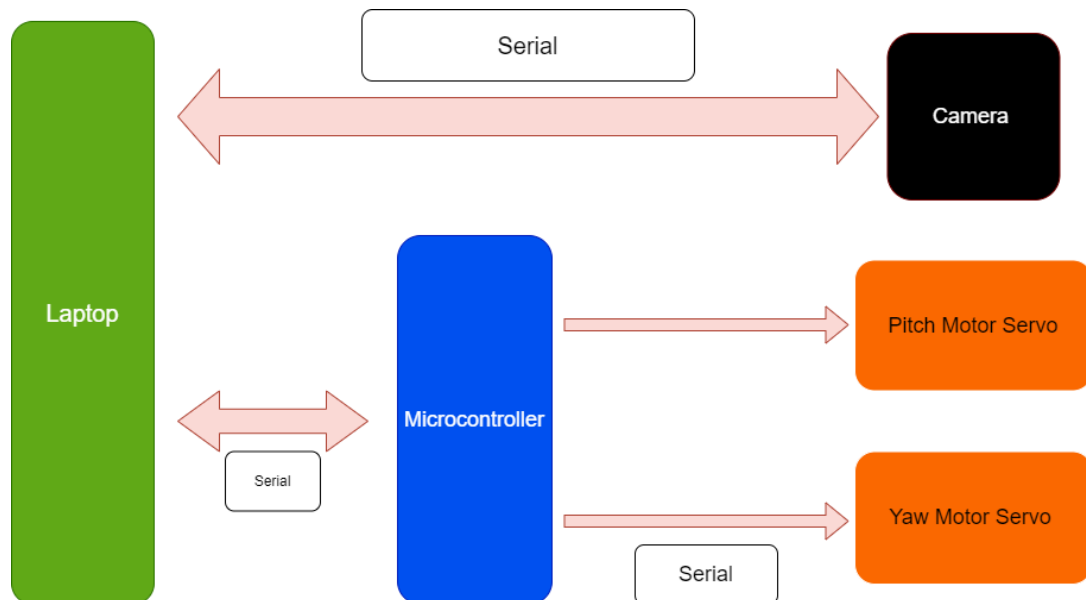 Serial
Camera
Laptop
Pitch Motor Servo
Microcontroller
Serial
Yaw Motor Servo
Serial